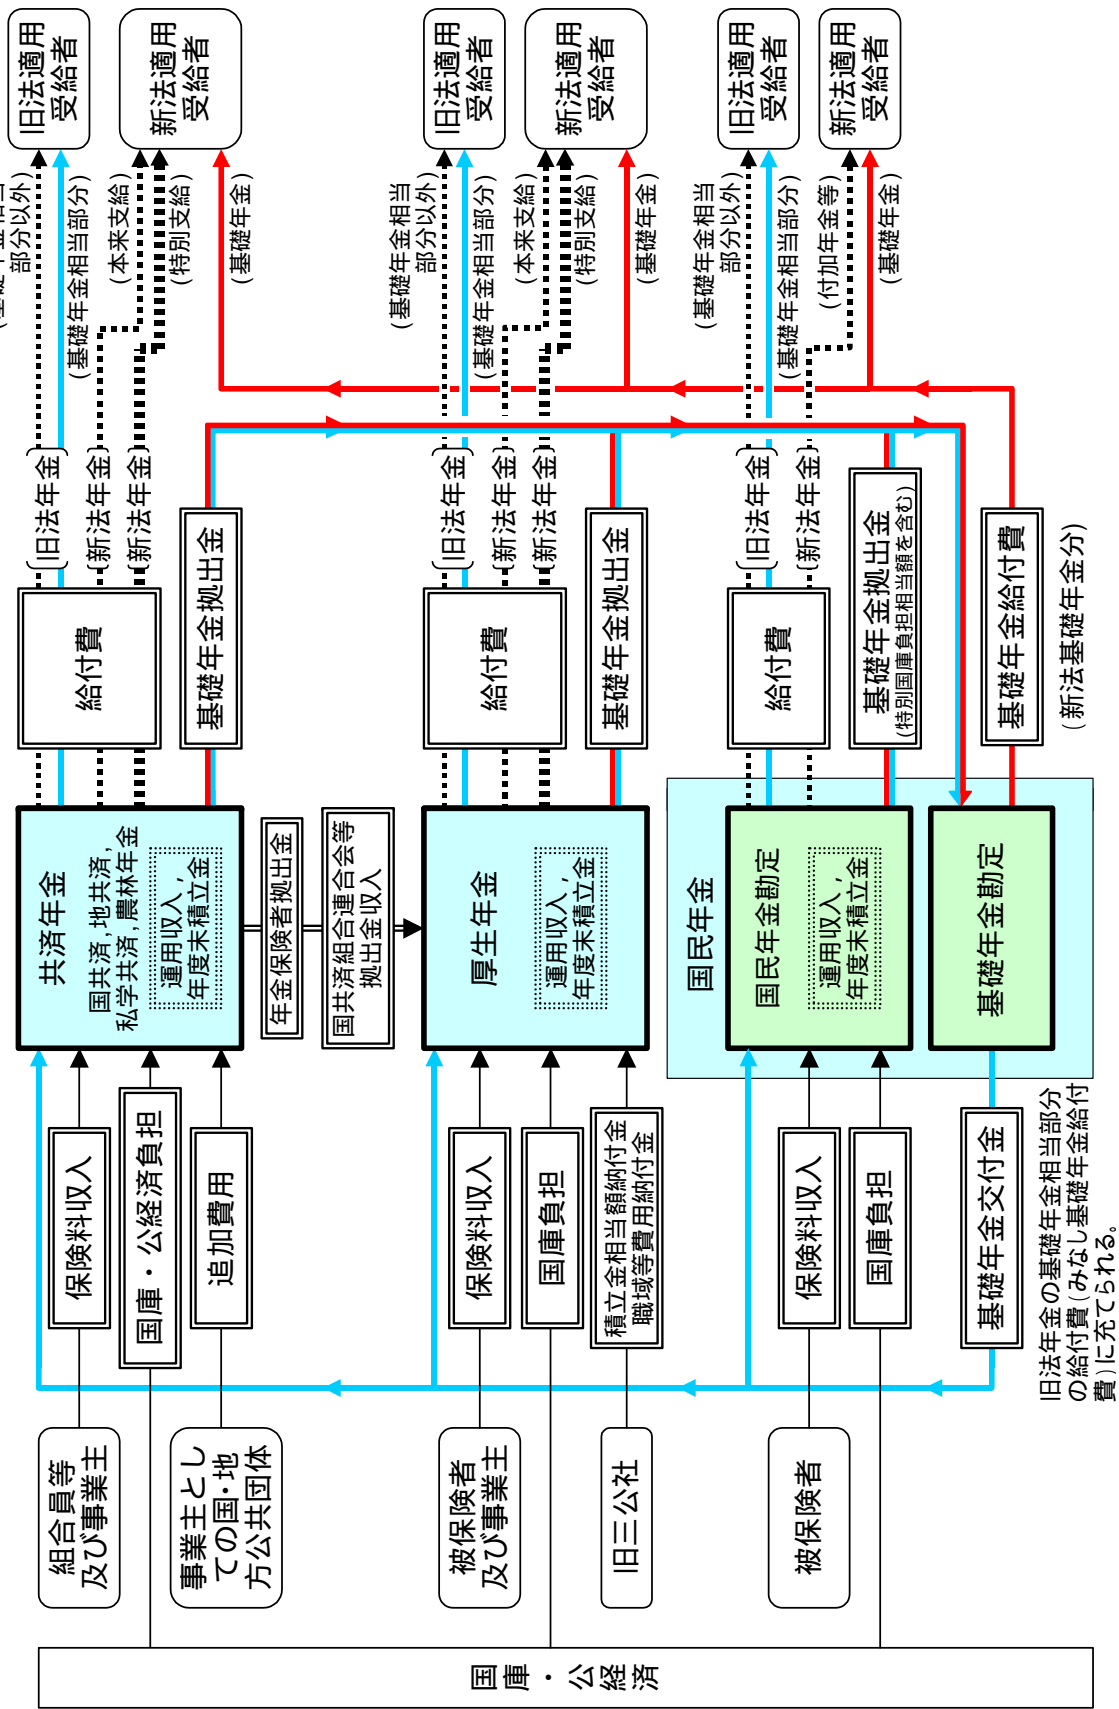 国庫・公経済
組合員等
及び事業主
事業主とし
ての国・地
方公共団体
保険料収入
国庫・公経済負担
追加費用
共済年金
国共済,地共済,
私学共済,農林年金
運用収入,
年度末積立金
給付費
基礎年金拠出金
(旧法年金)
(新法年金)
(新法年金)
部分以外)
(基礎年金相当部分)
(本来支給)
(特別支給)
(基礎年金)
旧法適用
受給者
新法適用
受給者
年金保険者拠出金
国共済組合連合会等
拠出金収入
被保険者
及び事業主
旧三公社
保険料収入
国庫負担
積立金相当額納付金
職域等費用納付金
厚生年金
運用収入,
年度末積立金
給付費
基礎年金拠出金
(旧法年金)
(新法年金)
(新法年金)
(基礎年金相当
部分以外)
(基礎年金相当部分)
(本来支給)
(特別支給)
(基礎年金)
旧法適用
受給者
新法適用
受給者
被保険者
保険料収入
国庫負担
国民年金
国民年金勘定
運用収入,
年度末積立金
給付費
基礎年金拠出金
(特別国庫負担相当額を含む)
(旧法年金)
(新法年金)
(基礎年金相当
部分以外)
(基礎年金相当部分)
(付加年金等)
(基礎年金)
旧法適用
受給者
新法適用
受給者
基礎年金交付金
基礎年金勘定
基礎年金給付費
(新法基礎年金分)
旧法年金の基礎年金相当部分
の給付費(みなし基礎年金給付
費)に充てられる。